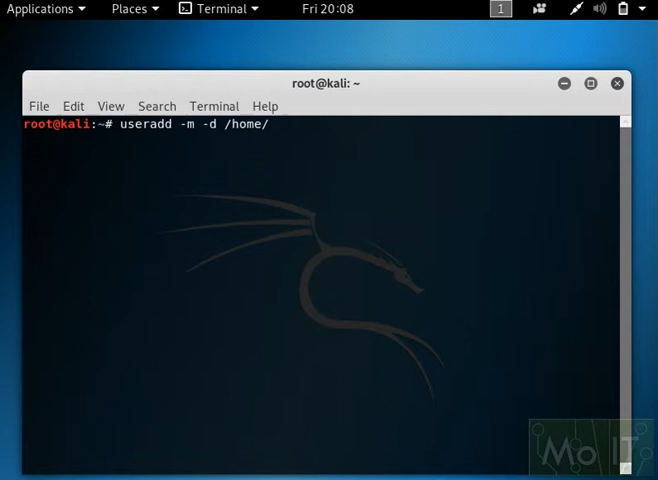 Applications Places Terminal Fri 20:08 1
root@kali: ~
File Edit View Search Terminal Help
root@kali:~# useradd -m -d /home/
Mo IT